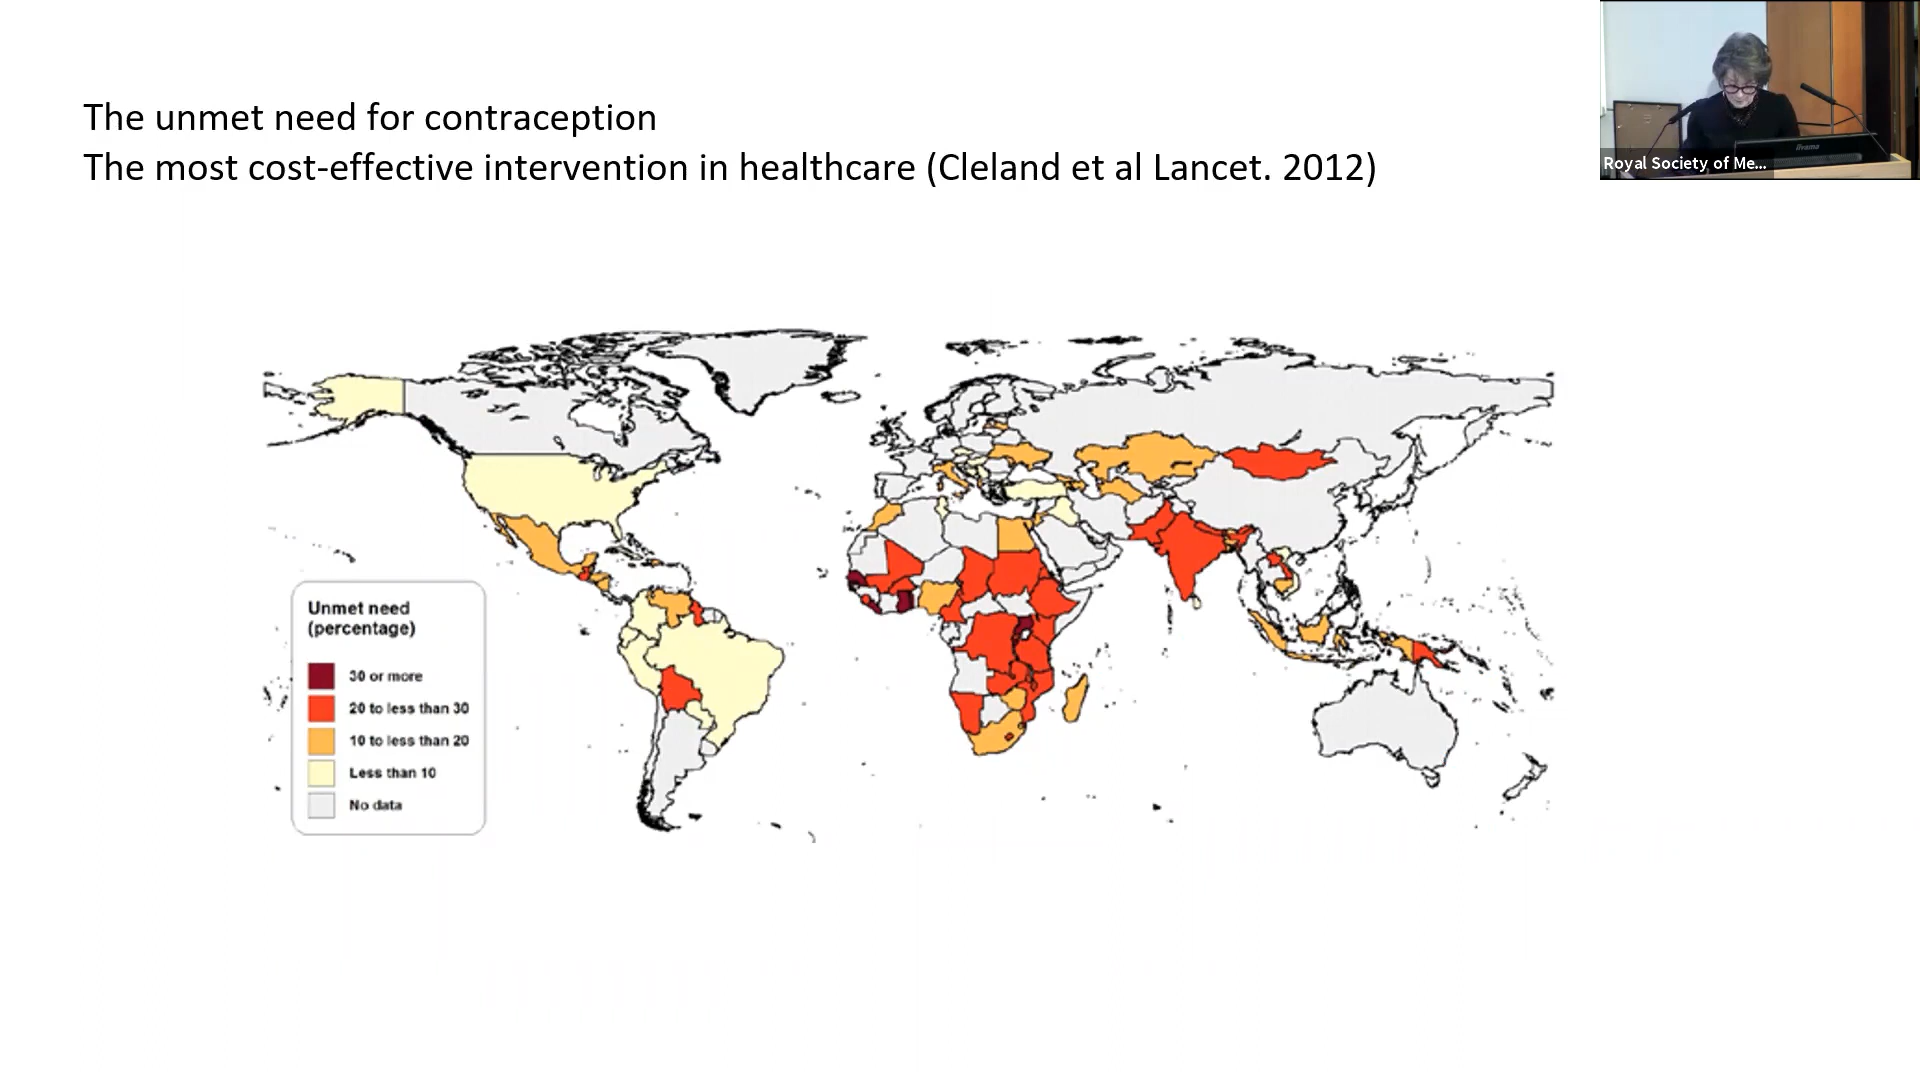 The unmet need for contraception
The most cost-effective intervention in healthcare (Cleland et al Lancet. 2012)
Royal Society of Me...
iiyama
Unmet need
(percentage)
30 or more
20 to less than 30
10 to less than 20
Less than 10
No data